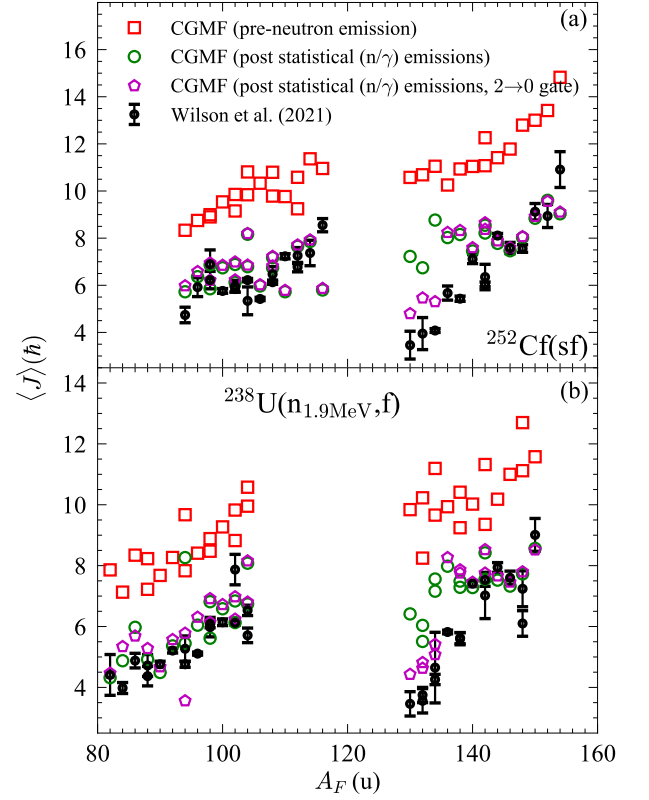 (a)
CGMF (pre-neutron emission)
CGMF (post statistical (n/γ) emissions)
CGMF (post statistical (n/γ) emissions, 2→0 gate)
Wilson et al. (2021)
16
14
12
10
8
6
4
²⁵²Cf(sf)
⟨J⟩(ℏ)
(b)
²³⁸U(n₁.₉MeV,f)
14
12
10
8
6
4
80 100 120 140 160
A_F (u)